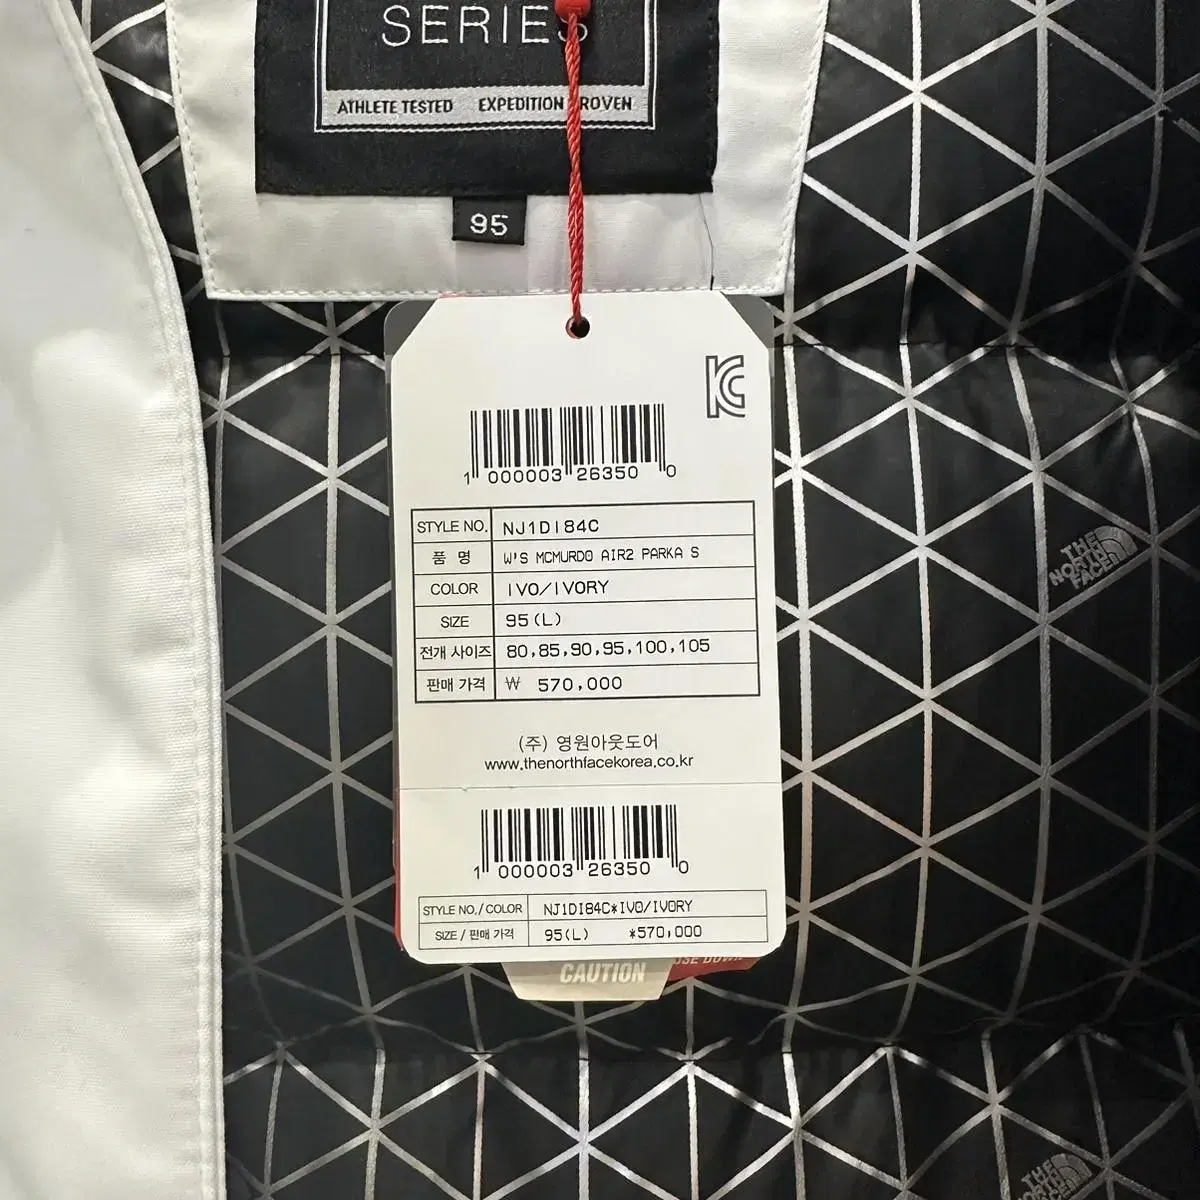 SERIES
ATHLETE TESTED EXPEDITION PROVEN
95
1 000003 26350 0
STYLE NO. NJ1DI84C
품 명 W'S MCMURDO AIR2 PARKA S
COLOR IVO/IVORY
SIZE 95(L)
전개 사이즈 80,85,90,95,100,105
판매 가격 ₩ 570,000
(주) 영원아웃도어
www.thenorthfacekorea.co.kr
1 000003 26350 0
STYLE NO./COLOR NJ1DI84C*IVO/IVORY
SIZE / 판매 가격 95(L) *570,000
CAUTION
DOWN
THE
NORTH
FACE
THE
NORTH